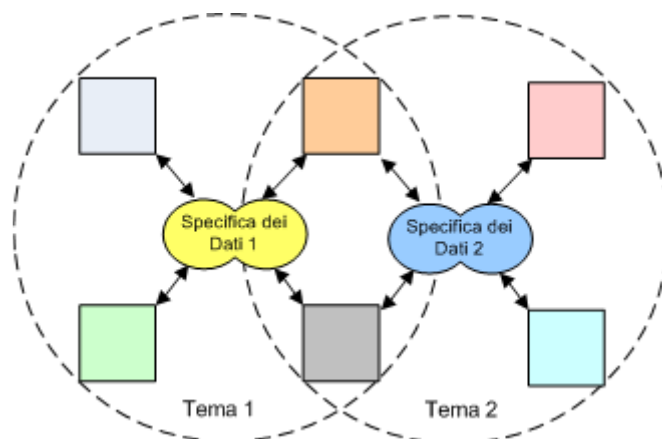 Specifica dei
Dati 1
Specifica dei
Dati 2
Tema 1
Tema 2